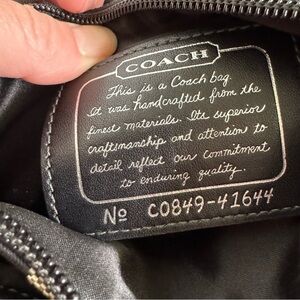 COACH
This is a Coach bag.
It was handcrafted from the
finest materials. Its superior
craftsmanship and attention to
detail reflect our commitment
to enduring quality.
No C0849-41644